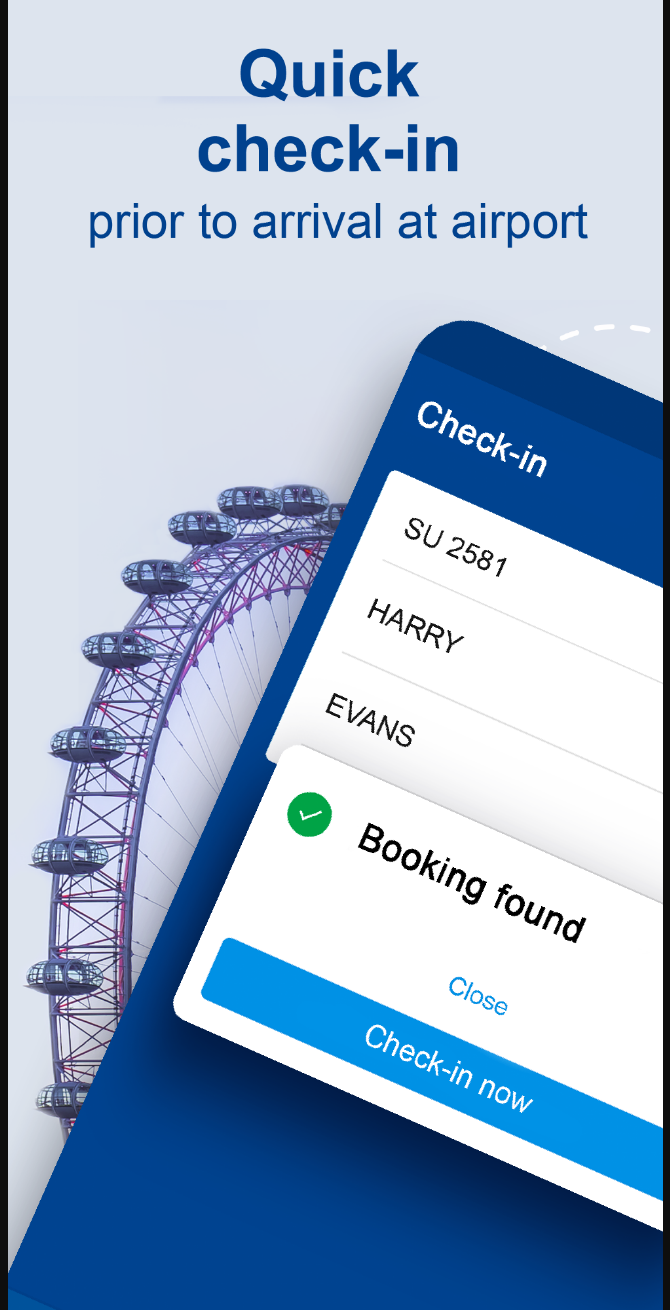 Quick
check-in
prior to arrival at airport
Check-in
SU 2581
HARRY
EVANS
Booking found
Close
Check-in now